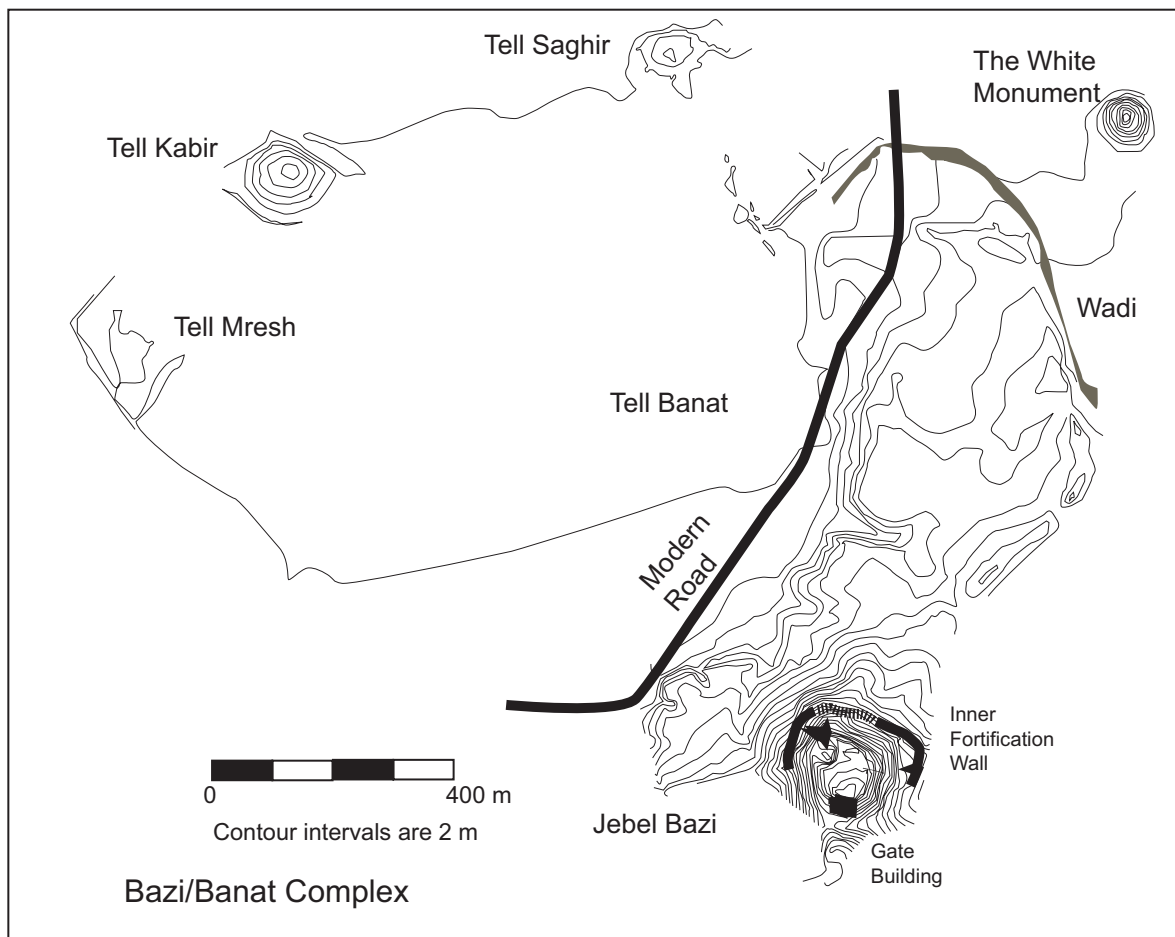 Tell Saghir
The White
Monument
Tell Kabir
Wadi
Tell Mresh
Tell Banat
Modern
Road
Inner
Fortification
Wall
0
400 m
Contour intervals are 2 m
Jebel Bazi
Gate
Building
Bazi/Banat Complex